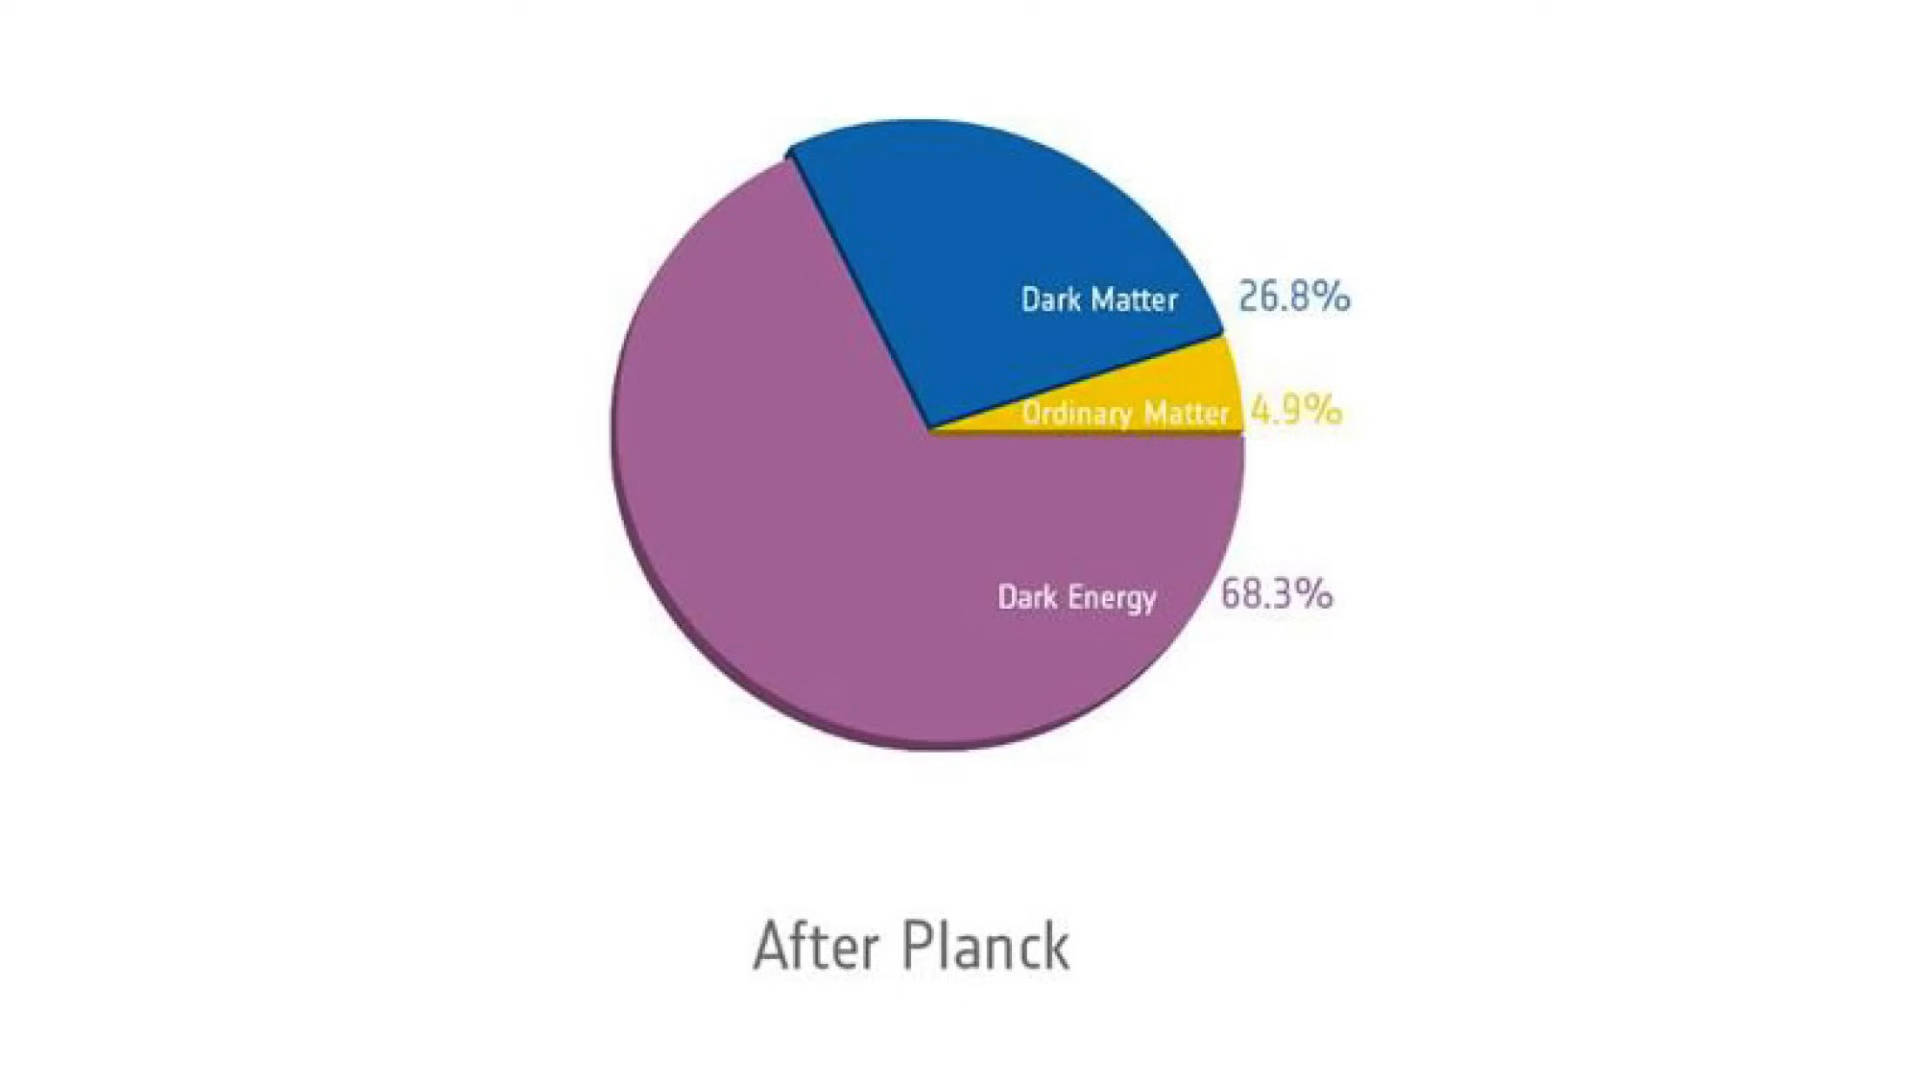 Dark Matter 26.8%
Ordinary Matter 4.9%
Dark Energy 68.3%
After Planck